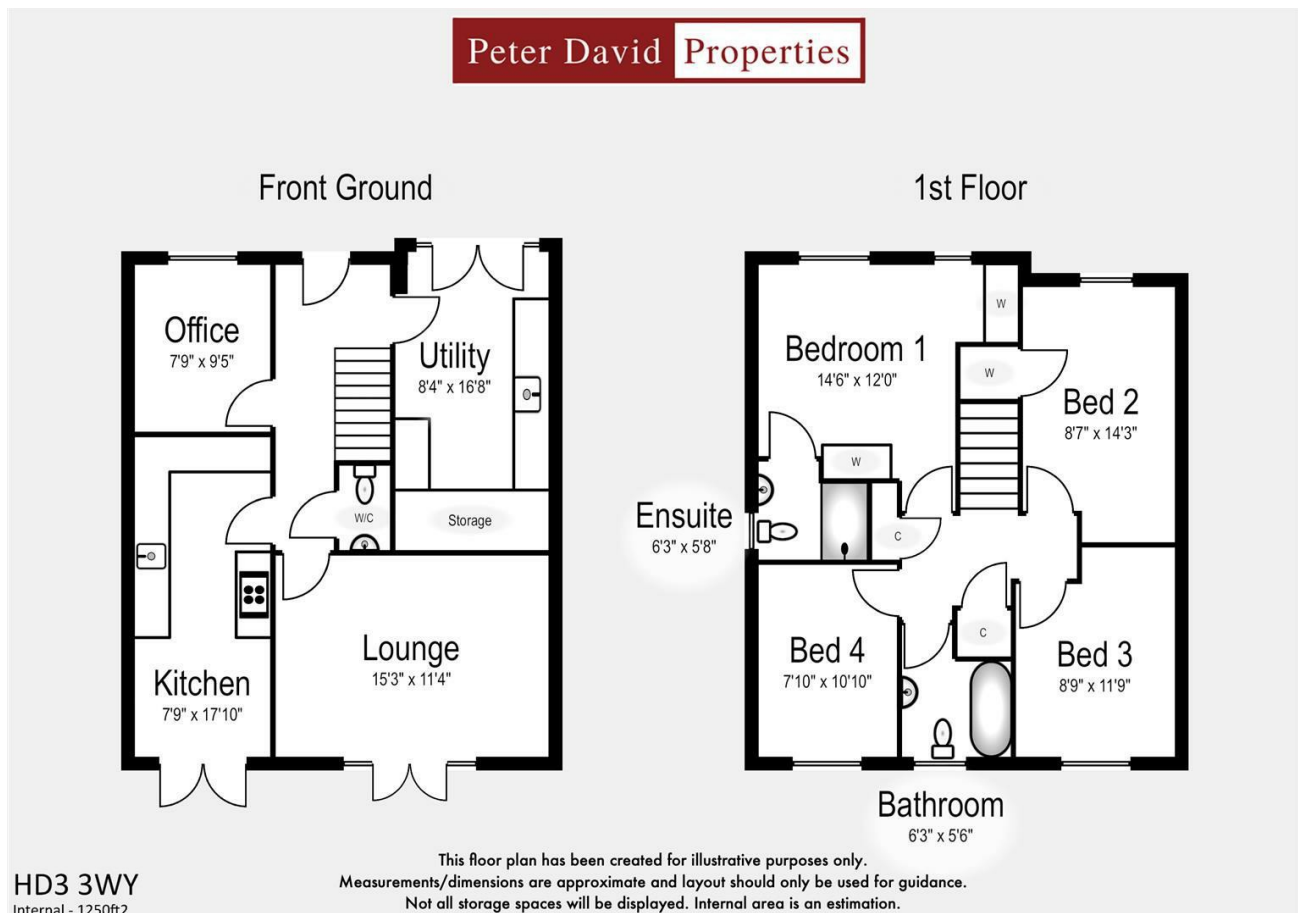 Peter David Properties
Front Ground
1st Floor
Office
7'9" x 9'5"
Utility
8'4" x 16'8"
W/C
Storage
Kitchen
7'9" x 17'10"
Lounge
15'3" x 11'4"
Bedroom 1
14'6" x 12'0"
W
W
W
Bed 2
8'7" x 14'3"
Ensuite
6'3" x 5'8"
C
C
Bed 4
7'10" x 10'10"
Bed 3
8'9" x 11'9"
Bathroom
6'3" x 5'6"
This floor plan has been created for illustrative purposes only.
Measurements/dimensions are approximate and layout should only be used for guidance.
Not all storage spaces will be displayed. Internal area is an estimation.
HD3 3WY
Internal - 1250ft2